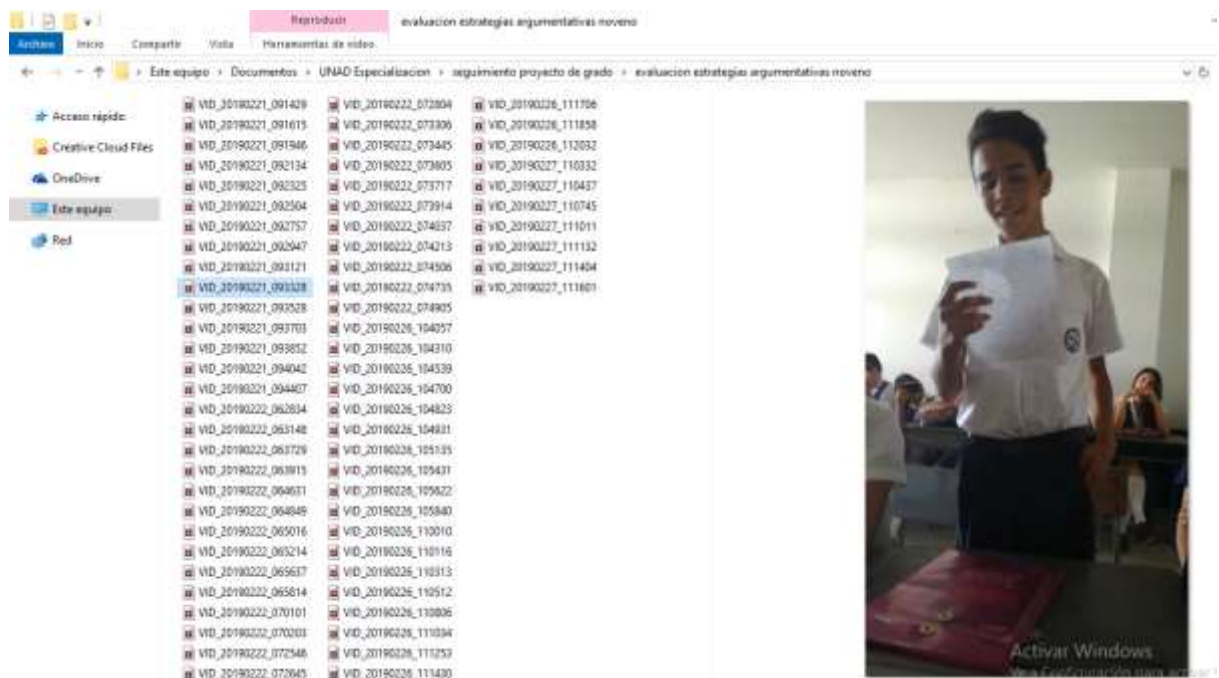 Reproducir
evaluacion estrategias argumentativas noveno
Archivo Inicio Compartir Vista Herramientas de vídeo
Este equipo > Documentos > UNAD Especializacion > seguimiento proyecto de grado > evaluacion estrategias argumentativas noveno
Acceso rápido
Creative Cloud Files
OneDrive
Este equipo
Red
VID_20190221_091429
VID_20190221_091615
VID_20190221_091946
VID_20190221_092134
VID_20190221_092325
VID_20190221_092504
VID_20190221_092757
VID_20190221_092947
VID_20190221_093121
VID_20190221_093328
VID_20190221_093528
VID_20190221_093703
VID_20190221_093852
VID_20190221_094042
VID_20190221_094407
VID_20190222_062834
VID_20190222_063148
VID_20190222_063729
VID_20190222_063915
VID_20190222_064631
VID_20190222_064849
VID_20190222_065016
VID_20190222_065214
VID_20190222_065637
VID_20190222_065814
VID_20190222_070101
VID_20190222_070203
VID_20190222_072546
VID_20190222_072645
VID_20190222_072804
VID_20190222_073306
VID_20190222_073445
VID_20190222_073605
VID_20190222_073717
VID_20190222_073914
VID_20190222_074037
VID_20190222_074213
VID_20190222_074506
VID_20190222_074735
VID_20190222_074905
VID_20190226_104057
VID_20190226_104310
VID_20190226_104539
VID_20190226_104700
VID_20190226_104823
VID_20190226_104931
VID_20190226_105135
VID_20190226_105431
VID_20190226_105622
VID_20190226_105840
VID_20190226_110010
VID_20190226_110116
VID_20190226_110313
VID_20190226_110512
VID_20190226_110806
VID_20190226_111034
VID_20190226_111253
VID_20190226_111430
VID_20190226_111706
VID_20190226_111858
VID_20190226_112032
VID_20190227_110332
VID_20190227_110437
VID_20190227_110745
VID_20190227_111011
VID_20190227_111132
VID_20190227_111404
VID_20190227_111601
Activar Windows